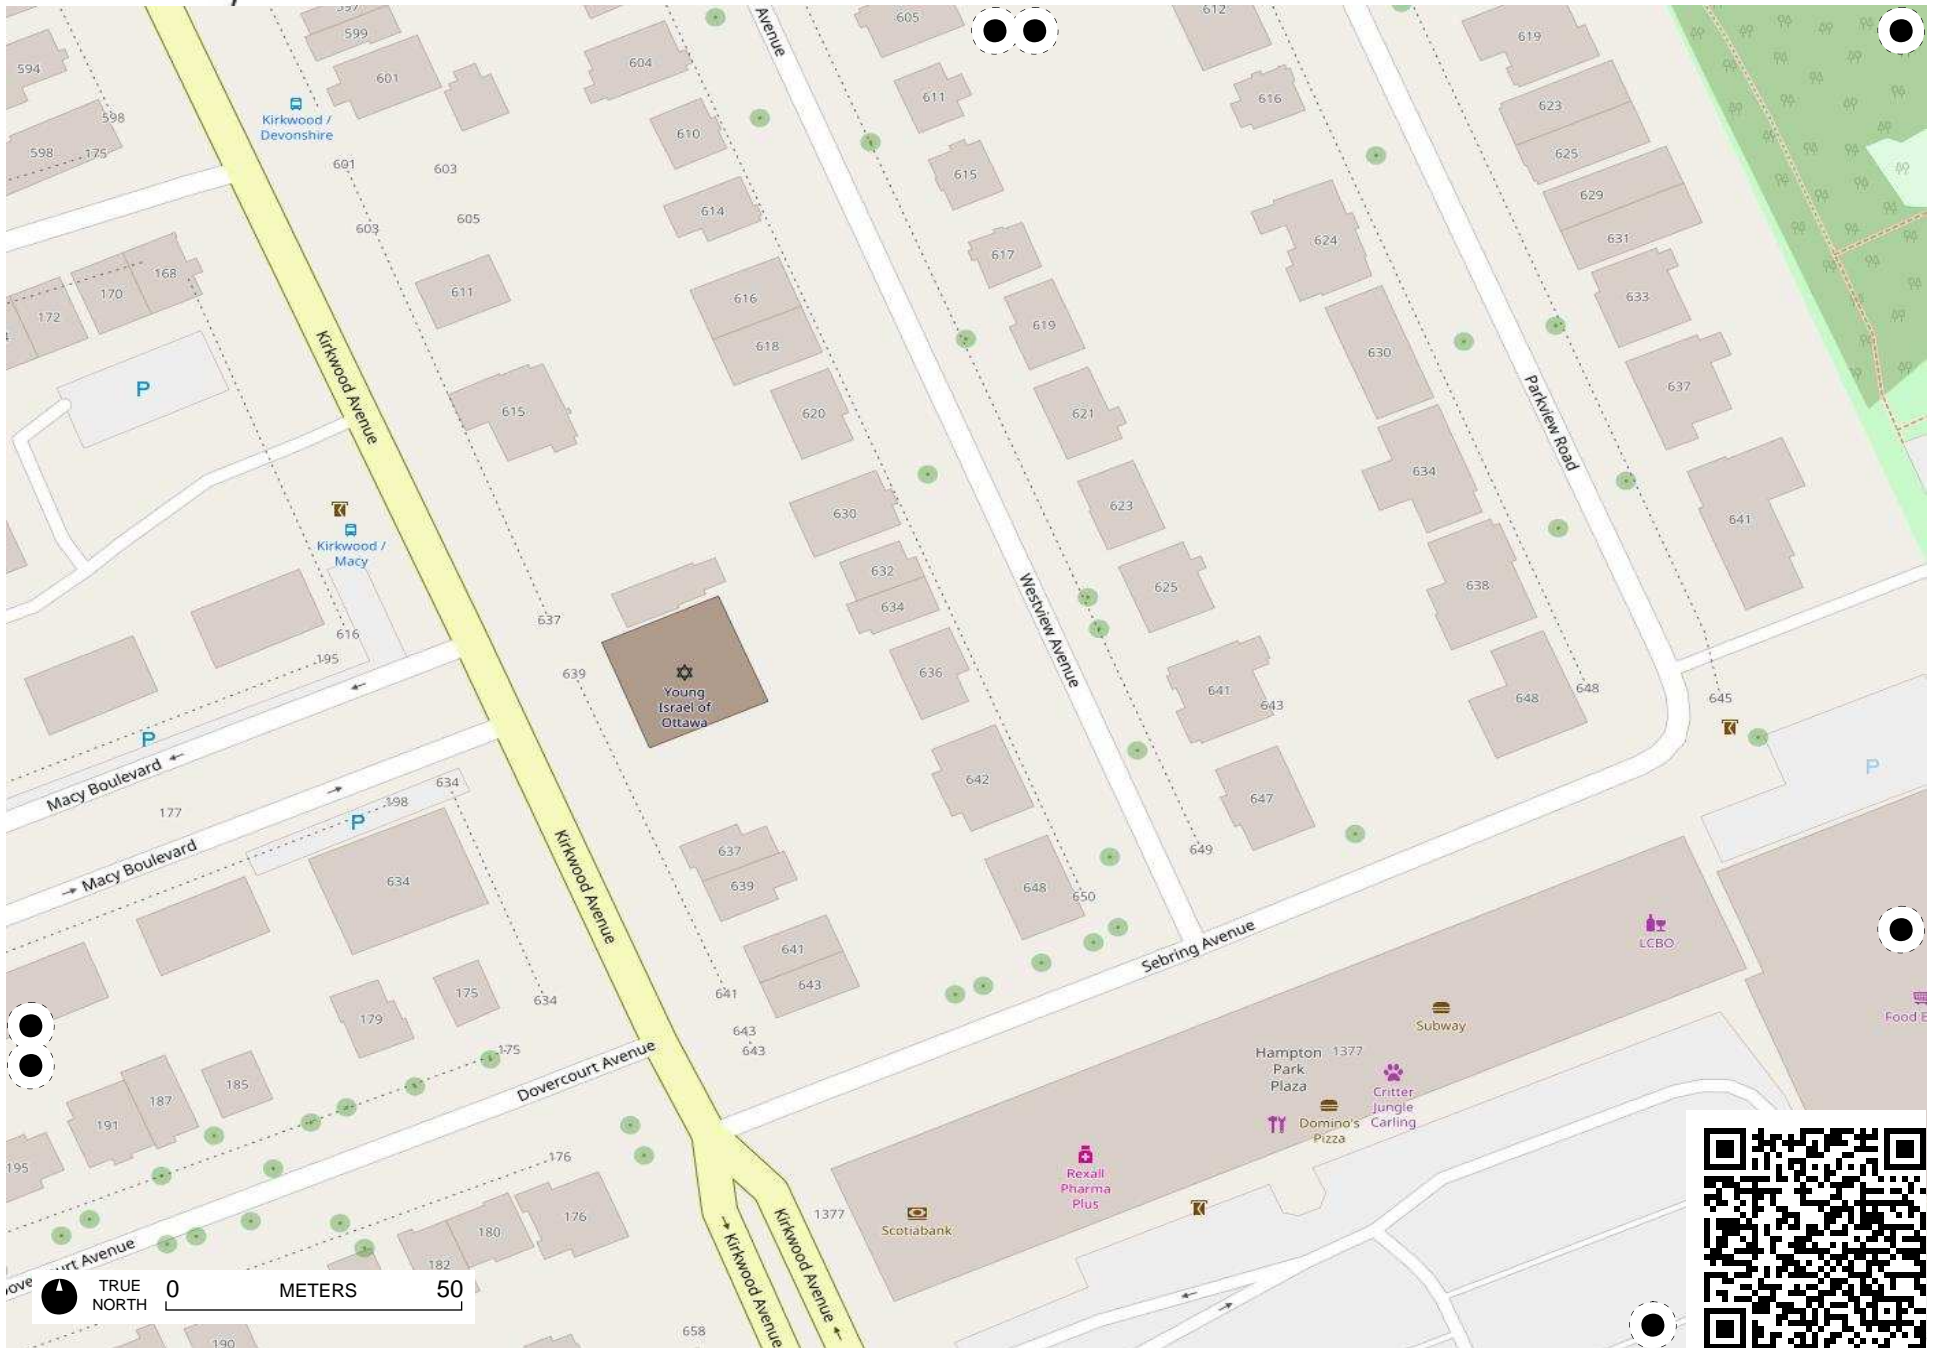 597
599
601
594
598
598
175
604
605
612
619
Avenue
Kirkwood /
Devonshire
610
611
616
623
625
601
603
615
629
603
605
614
631
168
170
172
611
616
617
624
633
P
Kirkwood Avenue
618
619
630
637
615
620
621
Parkview Road
630
623
634
641
Kirkwood /
Macy
632
634
625
638
Westview Avenue
637
616
195
639
Young
Israel of
Ottawa
636
641
643
648
648
645
P
Macy Boulevard
642
647
P
634
198
177
P
Macy Boulevard
634
Kirkwood Avenue
637
639
648
650
649
Sebring Avenue
641
643
LCBO
175
179
634
641
643
643
Subway
Food B
Hampton
Park
Plaza
1377
Critter
Jungle
Carling
Domino's
Pizza
175
Dovercourt Avenue
185
187
191
195
176
Rexall
Pharma
Plus
176
180
182
1377
Scotiabank
Kirkwood Avenue
Kirkwood Avenue
Dovercourt Avenue
TRUE
NORTH
0 METERS 50
190
658